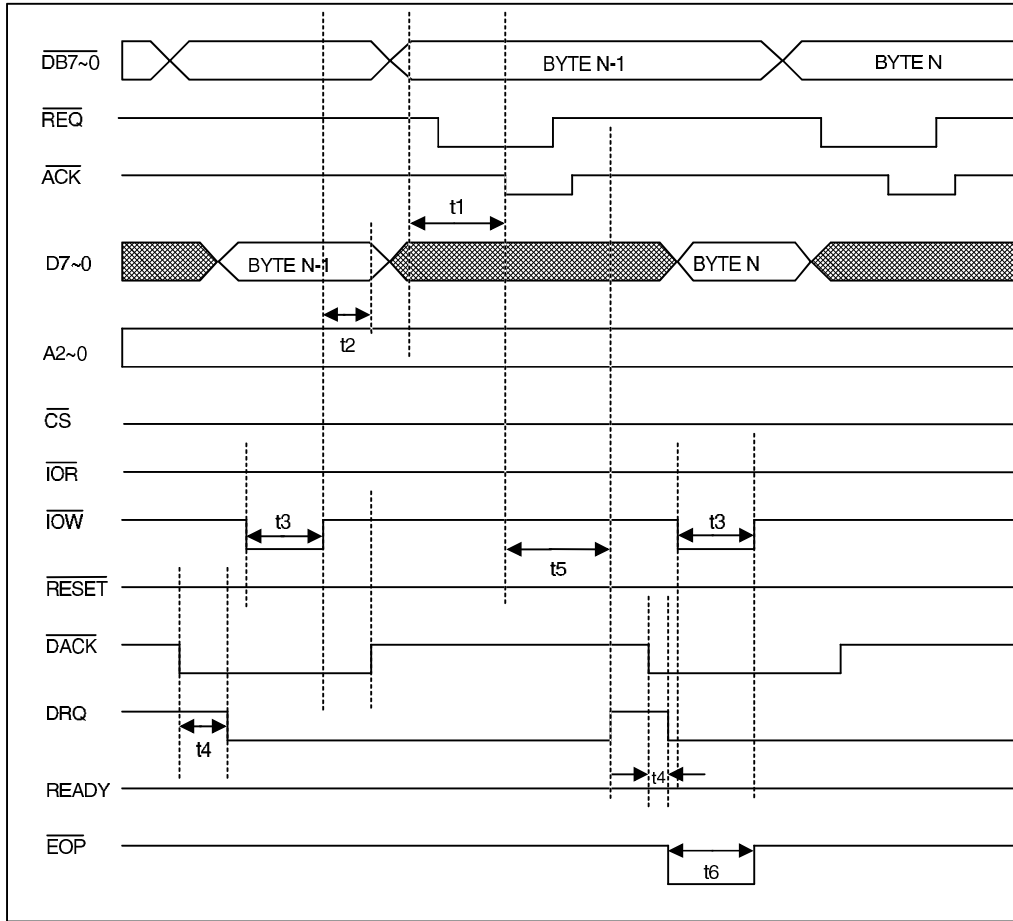 DB7~0
BYTE N-1
BYTE N
REQ
ACK
t1
D7~0
BYTE N-1
BYTE N
t2
A2~0
CS
IOR
IOW
t3
t3
t5
RESET
DACK
DRQ
t4
t4
READY
EOP
t6